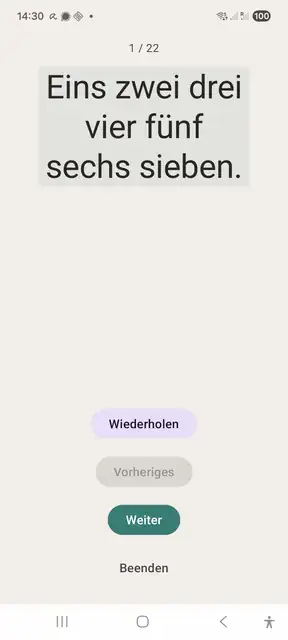 14:30
100
1 / 22
Eins zwei drei
vier fünf
sechs sieben.
Wiederholen
Vorheriges
Weiter
Beenden